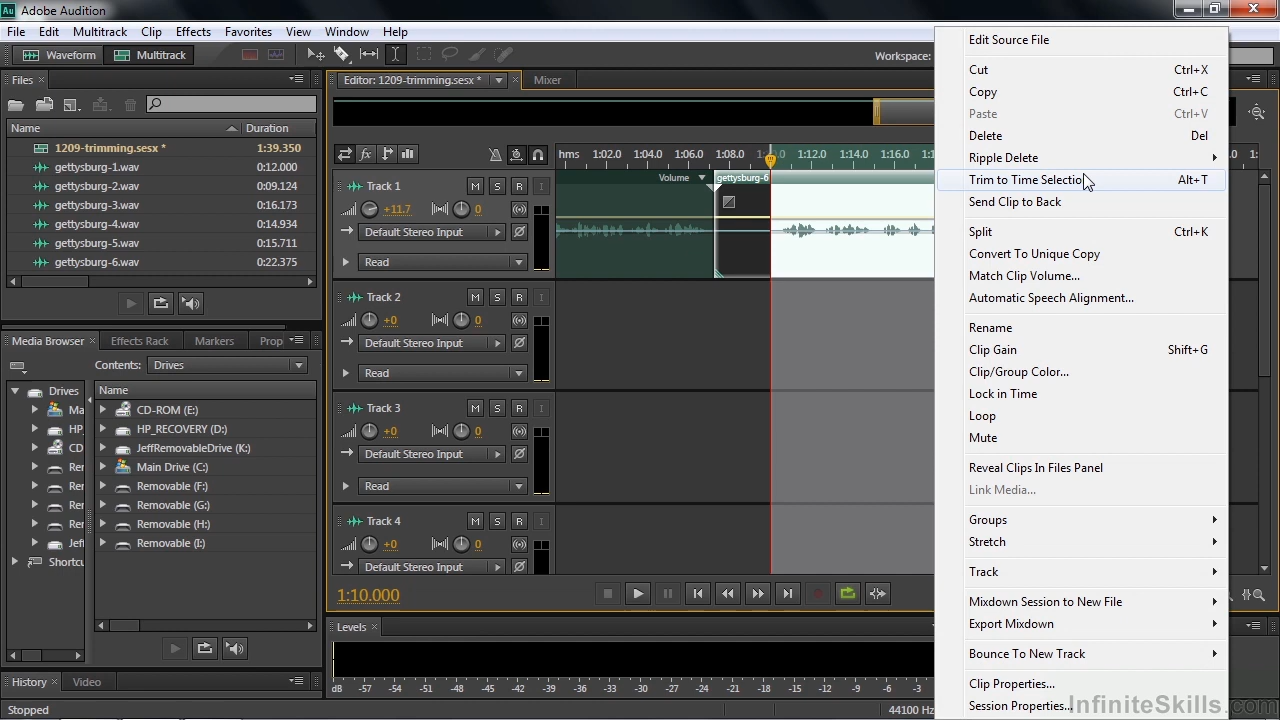 Au Adobe Audition
File Edit Multitrack Clip Effects Favorites View Window Help
Waveform Multitrack Workspace:
Files × Editor: 1209-trimming.sesx * × Mixer
Name Duration
1209-trimming.sesx * 1:39.350
gettysburg-1.wav 0:12.000
gettysburg-2.wav 0:09.124
gettysburg-3.wav 0:16.173
gettysburg-4.wav 0:14.934
gettysburg-5.wav 0:15.711
gettysburg-6.wav 0:22.375
Media Browser × Effects Rack Markers Prop
Contents: Drives
Drives
Ma
HP_
CD
Rer
Rer
Rer
Rer
Jef
Shortcu
Name
CD-ROM (E:)
HP_RECOVERY (D:)
JeffRemovableDrive (K:)
Main Drive (C:)
Removable (F:)
Removable (G:)
Removable (H:)
Removable (I:)
History × Video
Stopped
fx hms 1:02.0 1:04.0 1:06.0 1:08.0 1:10.0 1:12.0 1:14.0 1:16.0 1:1
Track 1 M S R I
+11.7 0
Default Stereo Input
Read
Volume gettysburg-6
Track 2 M S R I
+0 0
Default Stereo Input
Read
Track 3 M S R I
+0 0
Default Stereo Input
Read
Track 4 M S R I
+0 0
Default Stereo Input
1:10.000
Levels ×
dB -57 -54 -51 -48 -45 -42 -39 -36 -33 -30 -27 -24 -21 -18 -15 -12 -9 -6 -3
44100 Hz
Edit Source File
Cut Ctrl+X
Copy Ctrl+C
Paste Ctrl+V
Delete Del
Ripple Delete
Trim to Time Selection Alt+T
Send Clip to Back
Split Ctrl+K
Convert To Unique Copy
Match Clip Volume...
Automatic Speech Alignment...
Rename
Clip Gain Shift+G
Clip/Group Color...
Lock in Time
Loop
Mute
Reveal Clips In Files Panel
Link Media...
Groups
Stretch
Track
Mixdown Session to New File
Export Mixdown
Bounce To New Track
Clip Properties...
Session Properties...
InfiniteSkills.com